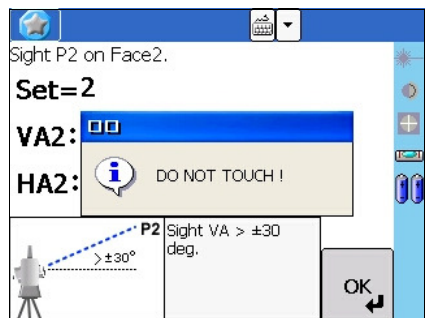 Sight P2 on Face2.
Set=2
VA2:
DO NOT TOUCH !
HA2:
P2
>±30°
Sight VA > ±30
deg.
OK